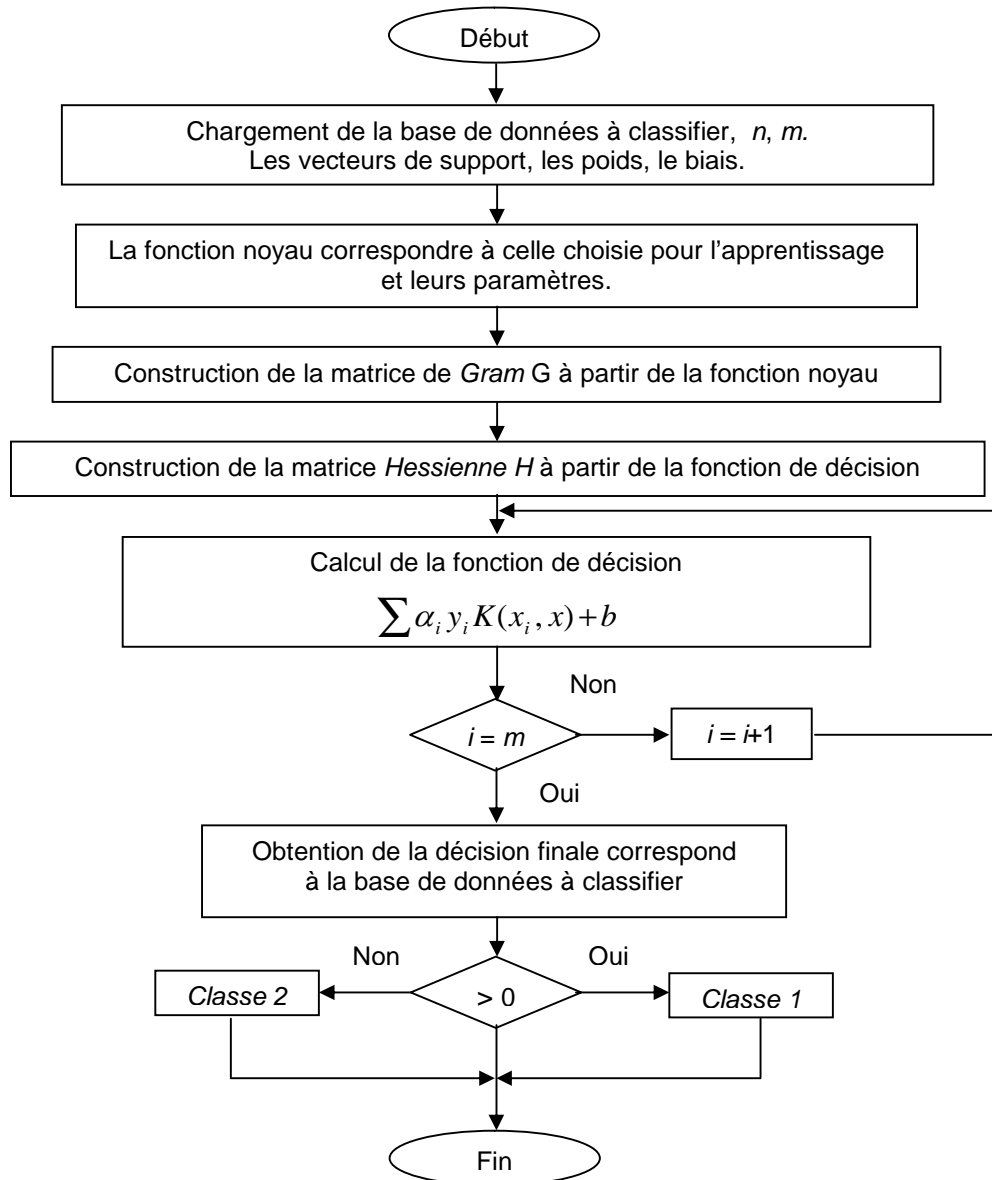 Début
Chargement de la base de données à classifier, n, m.
Les vecteurs de support, les poids, le biais.
La fonction noyau correspondre à celle choisie pour l'apprentissage
et leurs paramètres.
Construction de la matrice de Gram G à partir de la fonction noyau
Construction de la matrice Hessienne H à partir de la fonction de décision
Calcul de la fonction de décision
∑ α_i y_i K(x_i, x) + b
Non
i = m
i = i+1
Oui
Obtention de la décision finale correspond
à la base de données à classifier
Non
Oui
Classe 2
> 0
Classe 1
Fin